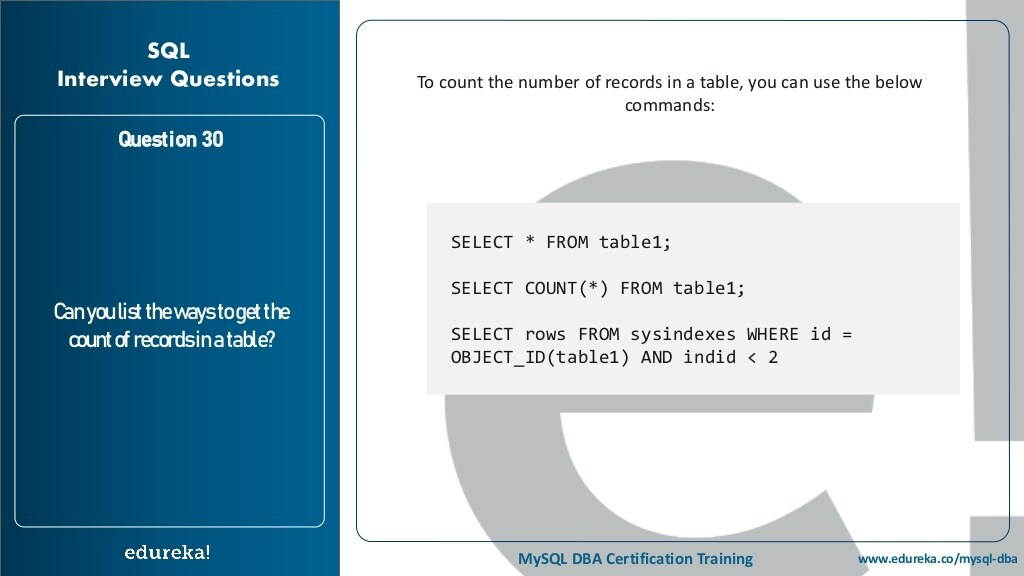 SQL
Interview Questions
Question 30
Can you list the ways to get the
count of records in a table?
edureka!
To count the number of records in a table, you can use the below
commands:
SELECT * FROM table1;
SELECT COUNT(*) FROM table1;
SELECT rows FROM sysindexes WHERE id =
OBJECT_ID(table1) AND indid < 2
MySQL DBA Certification Training
www.edureka.co/mysql-dba